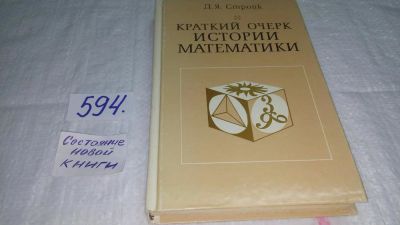 Д.Я. Стройк
КРАТКИЙ ОЧЕРК
ИСТОРИИ
МАТЕМАТИКИ
594.
Состояние
новой
книги